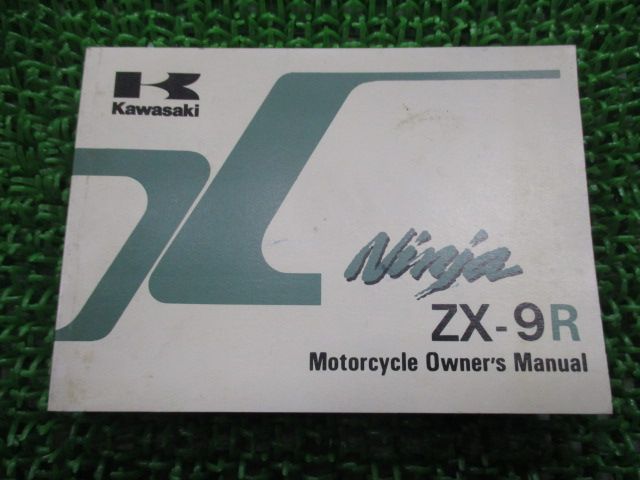 Kawasaki
Ninja
ZX-9R
Motorcycle Owner's Manual